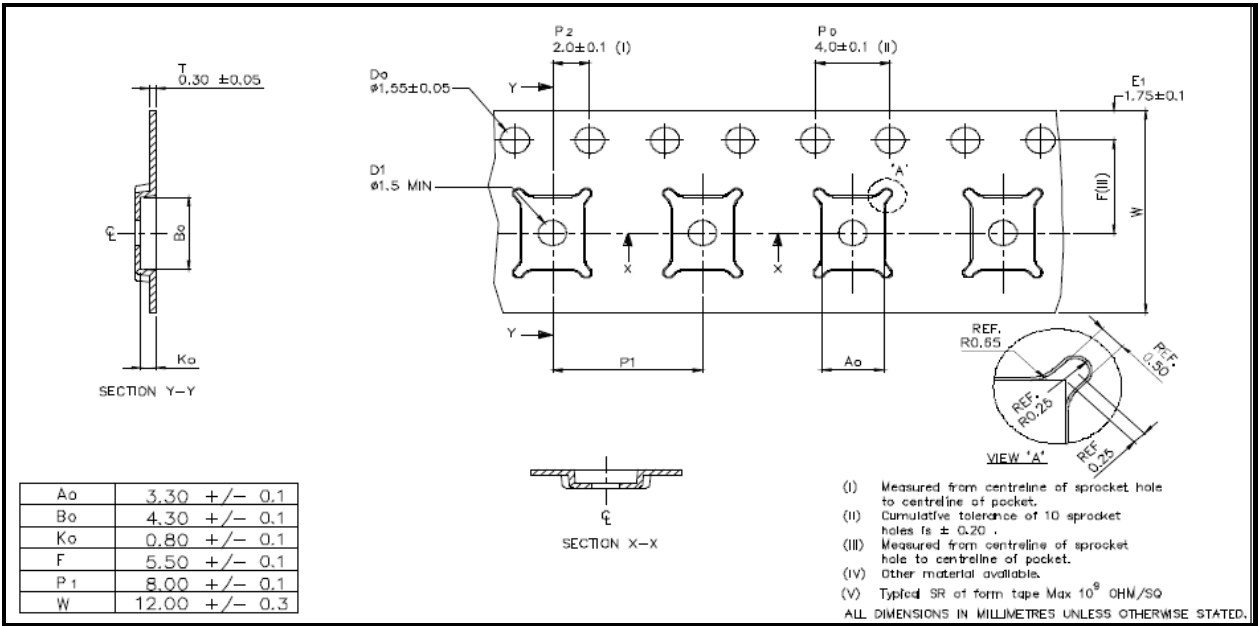 P2
2.0±0.1 (I)
Po
4.0±0.1 (II)
T
0.30 ±0.05
Do
ø1.55±0.05
Y
E1
1.75±0.1
D1
ø1.5 MIN
'A'
F(III)
W
℄
Bo
X
X
Y
Ko
SECTION Y-Y
P1
Ao
REF.
R0.65
REF.
0.50
REF.
R0.25
REF
0.25
VIEW 'A'
Ao 3.30 +/- 0.1
Bo 4.30 +/- 0.1
Ko 0.80 +/- 0.1
F 5.50 +/- 0.1
P1 8.00 +/- 0.1
W 12.00 +/- 0.3
℄
SECTION X-X
(I) Measured from centreline of sprocket hole
to centreline of pocket.
(II) Cumulative tolerance of 10 sprocket
holes is ± 0.20 .
(III) Measured from centreline of sprocket
hole to centreline of pocket.
(IV) Other material available.
(V) Typical SR of form tape Max 10⁹ OHM/SQ
ALL DIMENSIONS IN MILLIMETRES UNLESS OTHERWISE STATED.